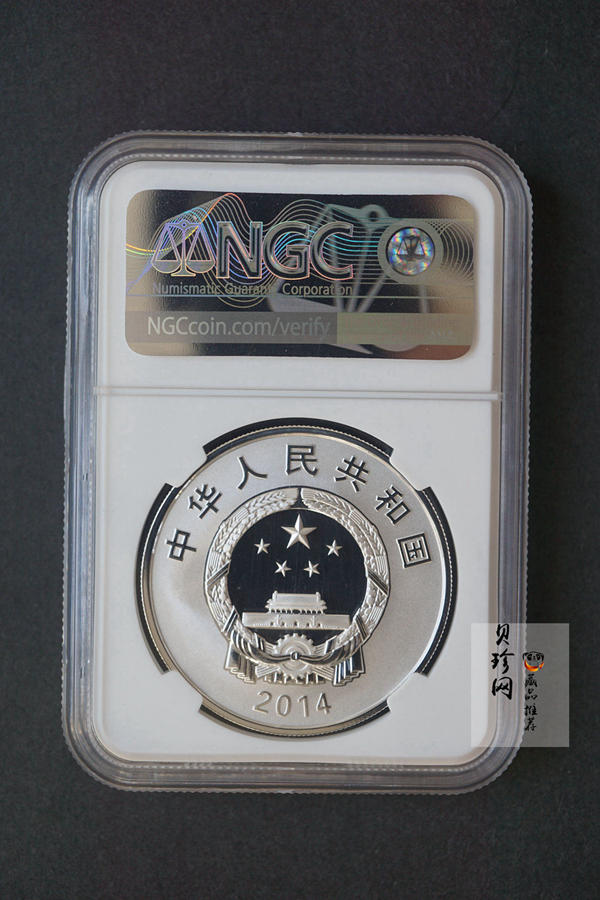 NGC
Numismatic Guaranty Corporation
NGCcoin.com/verify
中华人民共和国
2014
贝珍网
藏品推荐